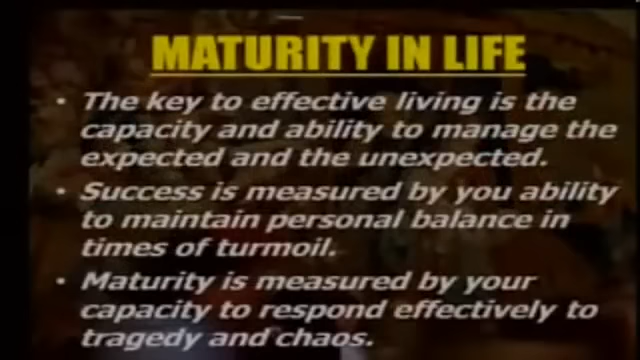 MATURITY IN LIFE
• The key to effective living is the
capacity and ability to manage the
expected and the unexpected.
• Success is measured by you ability
to maintain personal balance in
times of turmoil.
• Maturity is measured by your
capacity to respond effectively to
tragedy and chaos.